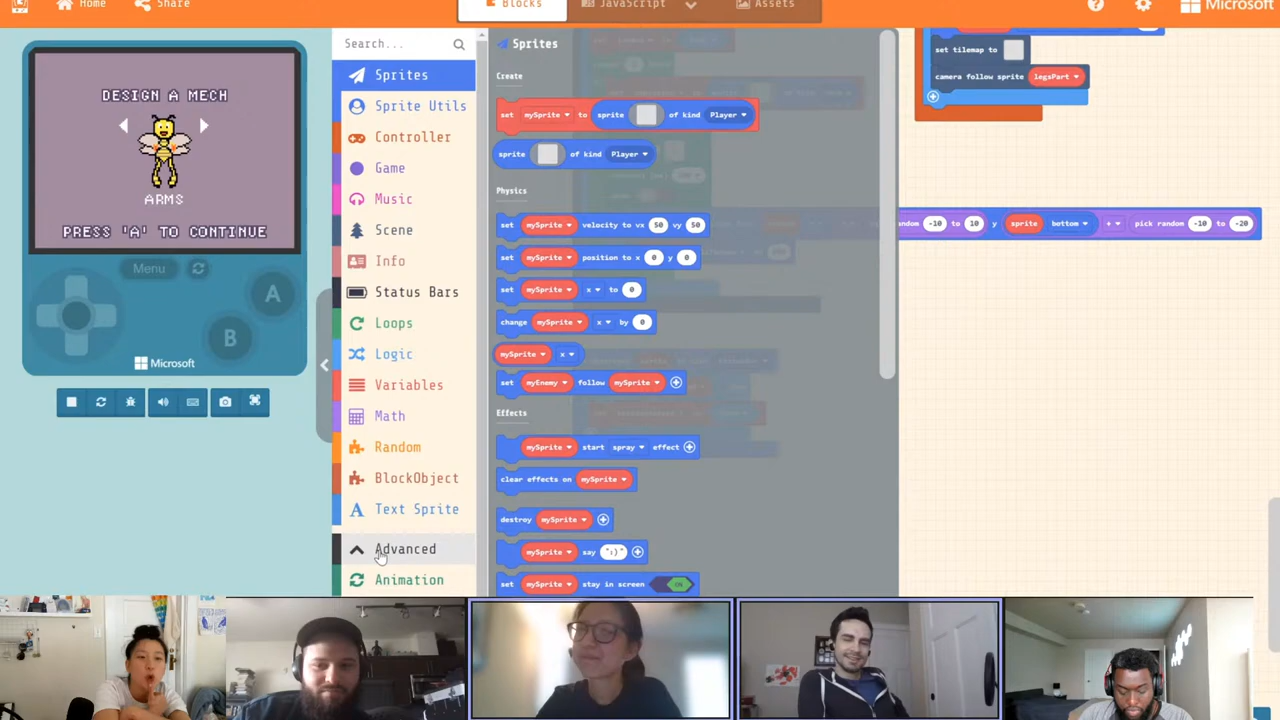 Home
Share
Blocks
JavaScript
Assets
Microsoft
DESIGN A MECH
ARMS
PRESS 'A' TO CONTINUE
Menu
A
B
Microsoft
Search...
Sprites
Sprite Utils
Controller
Game
Music
Scene
Info
Status Bars
Loops
Logic
Variables
Math
Random
BlockObject
A Text Sprite
Advanced
Animation
Sprites
Create
set mySprite to sprite of kind Player
sprite of kind Player
Physics
set mySprite velocity to vx 50 vy 50
set mySprite position to x 0 y 0
set mySprite x to 0
change mySprite x by 0
mySprite x
set myEnemy follow mySprite
Effects
mySprite start spray effect
clear effects on mySprite
destroy mySprite
mySprite say ":)"
set mySprite stay in screen ON
set tilemap to
camera follow sprite legsPart
random -10 to 10 y sprite bottom + pick random -10 to -20